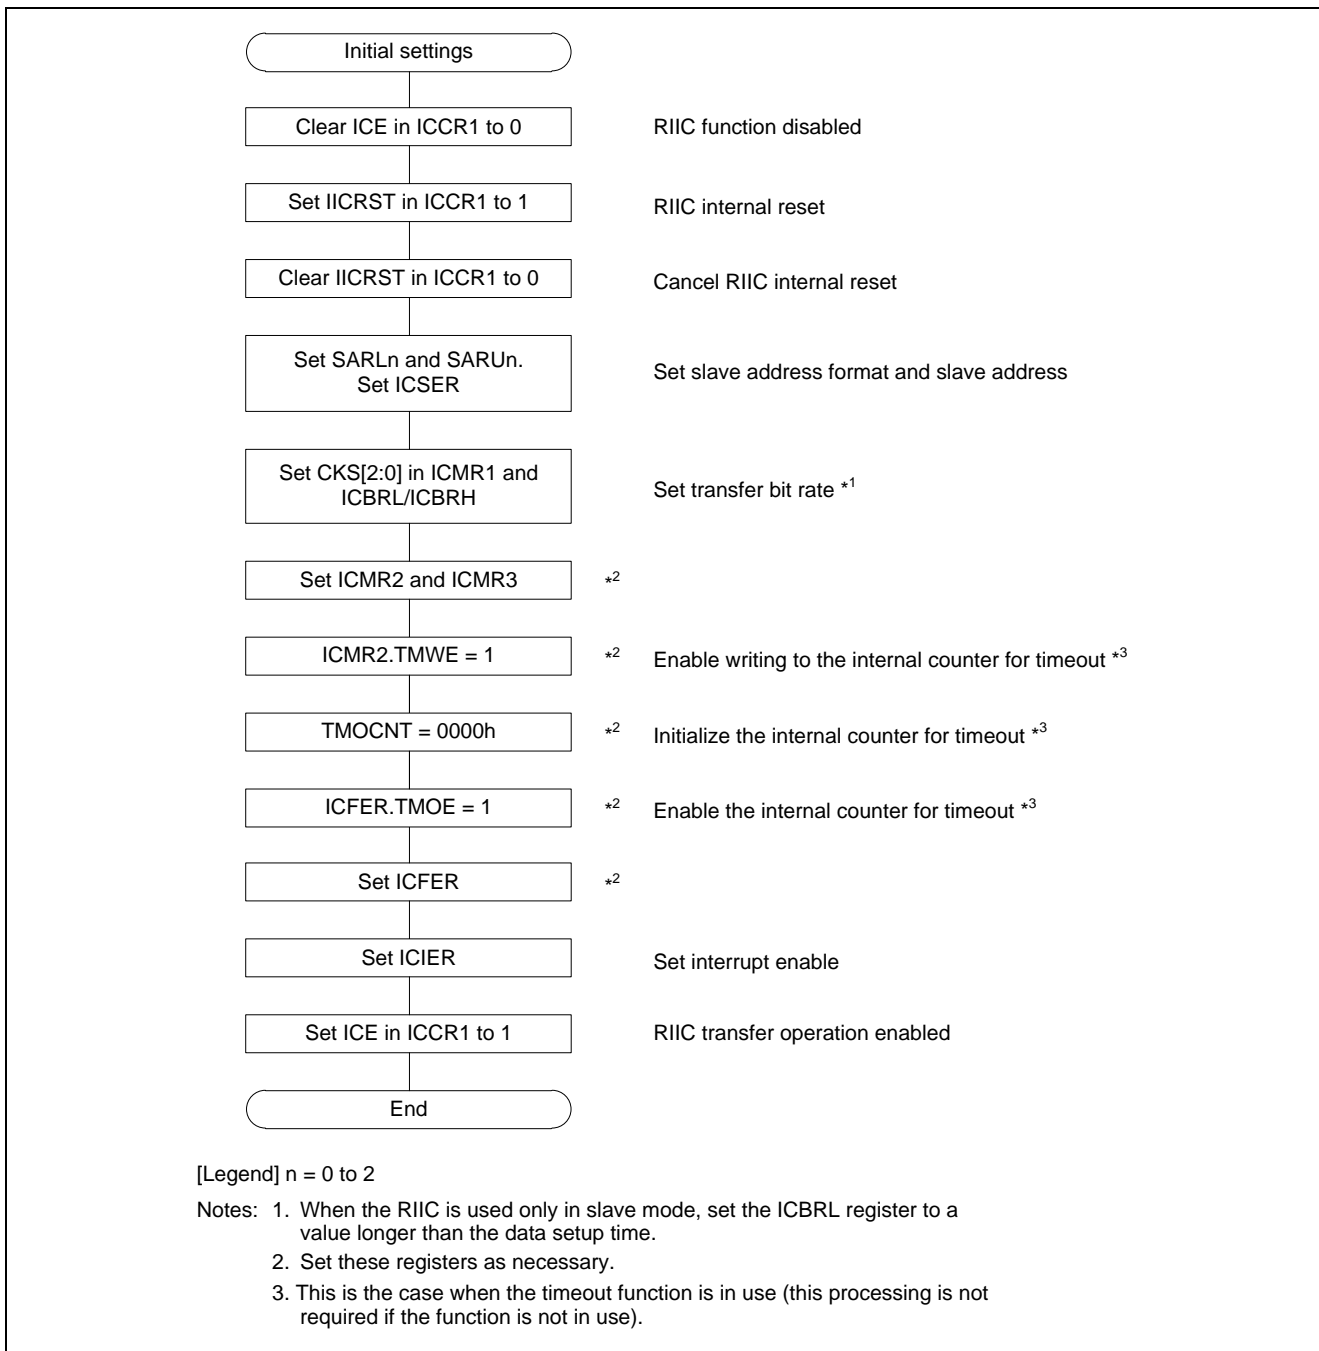 Initial settings
Clear ICE in ICCR1 to 0 RIIC function disabled
Set IICRST in ICCR1 to 1 RIIC internal reset
Clear IICRST in ICCR1 to 0 Cancel RIIC internal reset
Set SARLn and SARUn.
Set ICSER
Set slave address format and slave address
Set CKS[2:0] in ICMR1 and
ICBRL/ICBRH
Set transfer bit rate *1
Set ICMR2 and ICMR3 *2
ICMR2.TMWE = 1 *2 Enable writing to the internal counter for timeout *3
TMOCNT = 0000h *2 Initialize the internal counter for timeout *3
ICFER.TMOE = 1 *2 Enable the internal counter for timeout *3
Set ICFER *2
Set ICIER Set interrupt enable
Set ICE in ICCR1 to 1 RIIC transfer operation enabled
End
[Legend] n = 0 to 2
Notes: 1. When the RIIC is used only in slave mode, set the ICBRL register to a
value longer than the data setup time.
2. Set these registers as necessary.
3. This is the case when the timeout function is in use (this processing is not
required if the function is not in use).